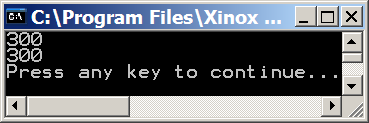 C:\Program Files\Xinox ...
300
300
Press any key to continue...